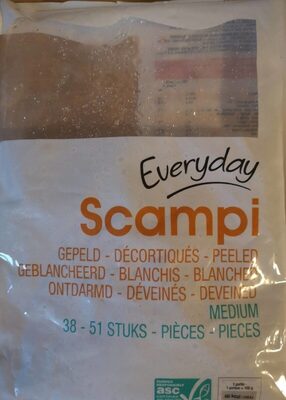 Everyday
Scampi
GEPELD - DÉCORTIQUÉS - PEELED
GEBLANCHEERD - BLANCHIS - BLANCHED
ONTDARMD - DÉVEINÉS - DEVEINED
MEDIUM
38 - 51 STUKS - PIÈCES - PIECES
asc